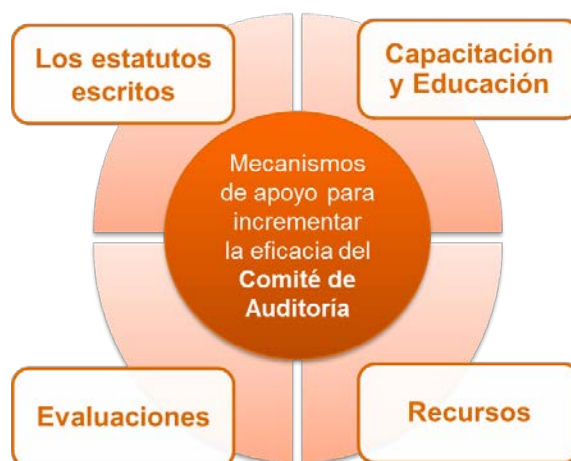 Los estatutos
escritos
Capacitación
y Educación
Mecanismos
de apoyo para
incrementar
la eficacia del
Comité de
Auditoría
Evaluaciones
Recursos